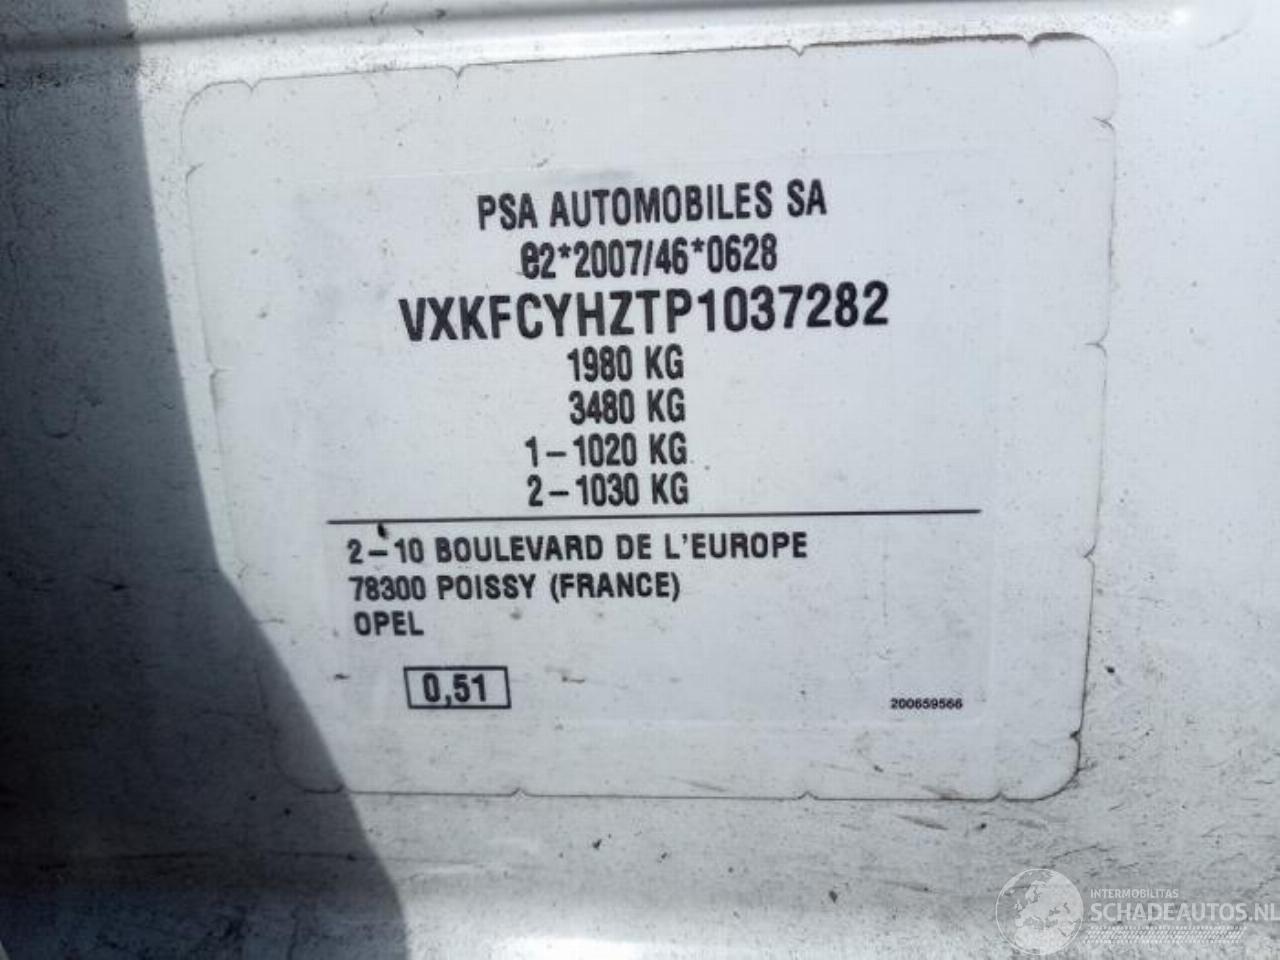 PSA AUTOMOBILES SA
e2*2007/46*0628
VXKFCYHZTP1037282
1980 KG
3480 KG
1-1020 KG
2-1030 KG
2-10 BOULEVARD DE L'EUROPE
78300 POISSY (FRANCE)
OPEL
0,51
200659566
INTERMOBILITAS
SCHADEAUTOS.NL